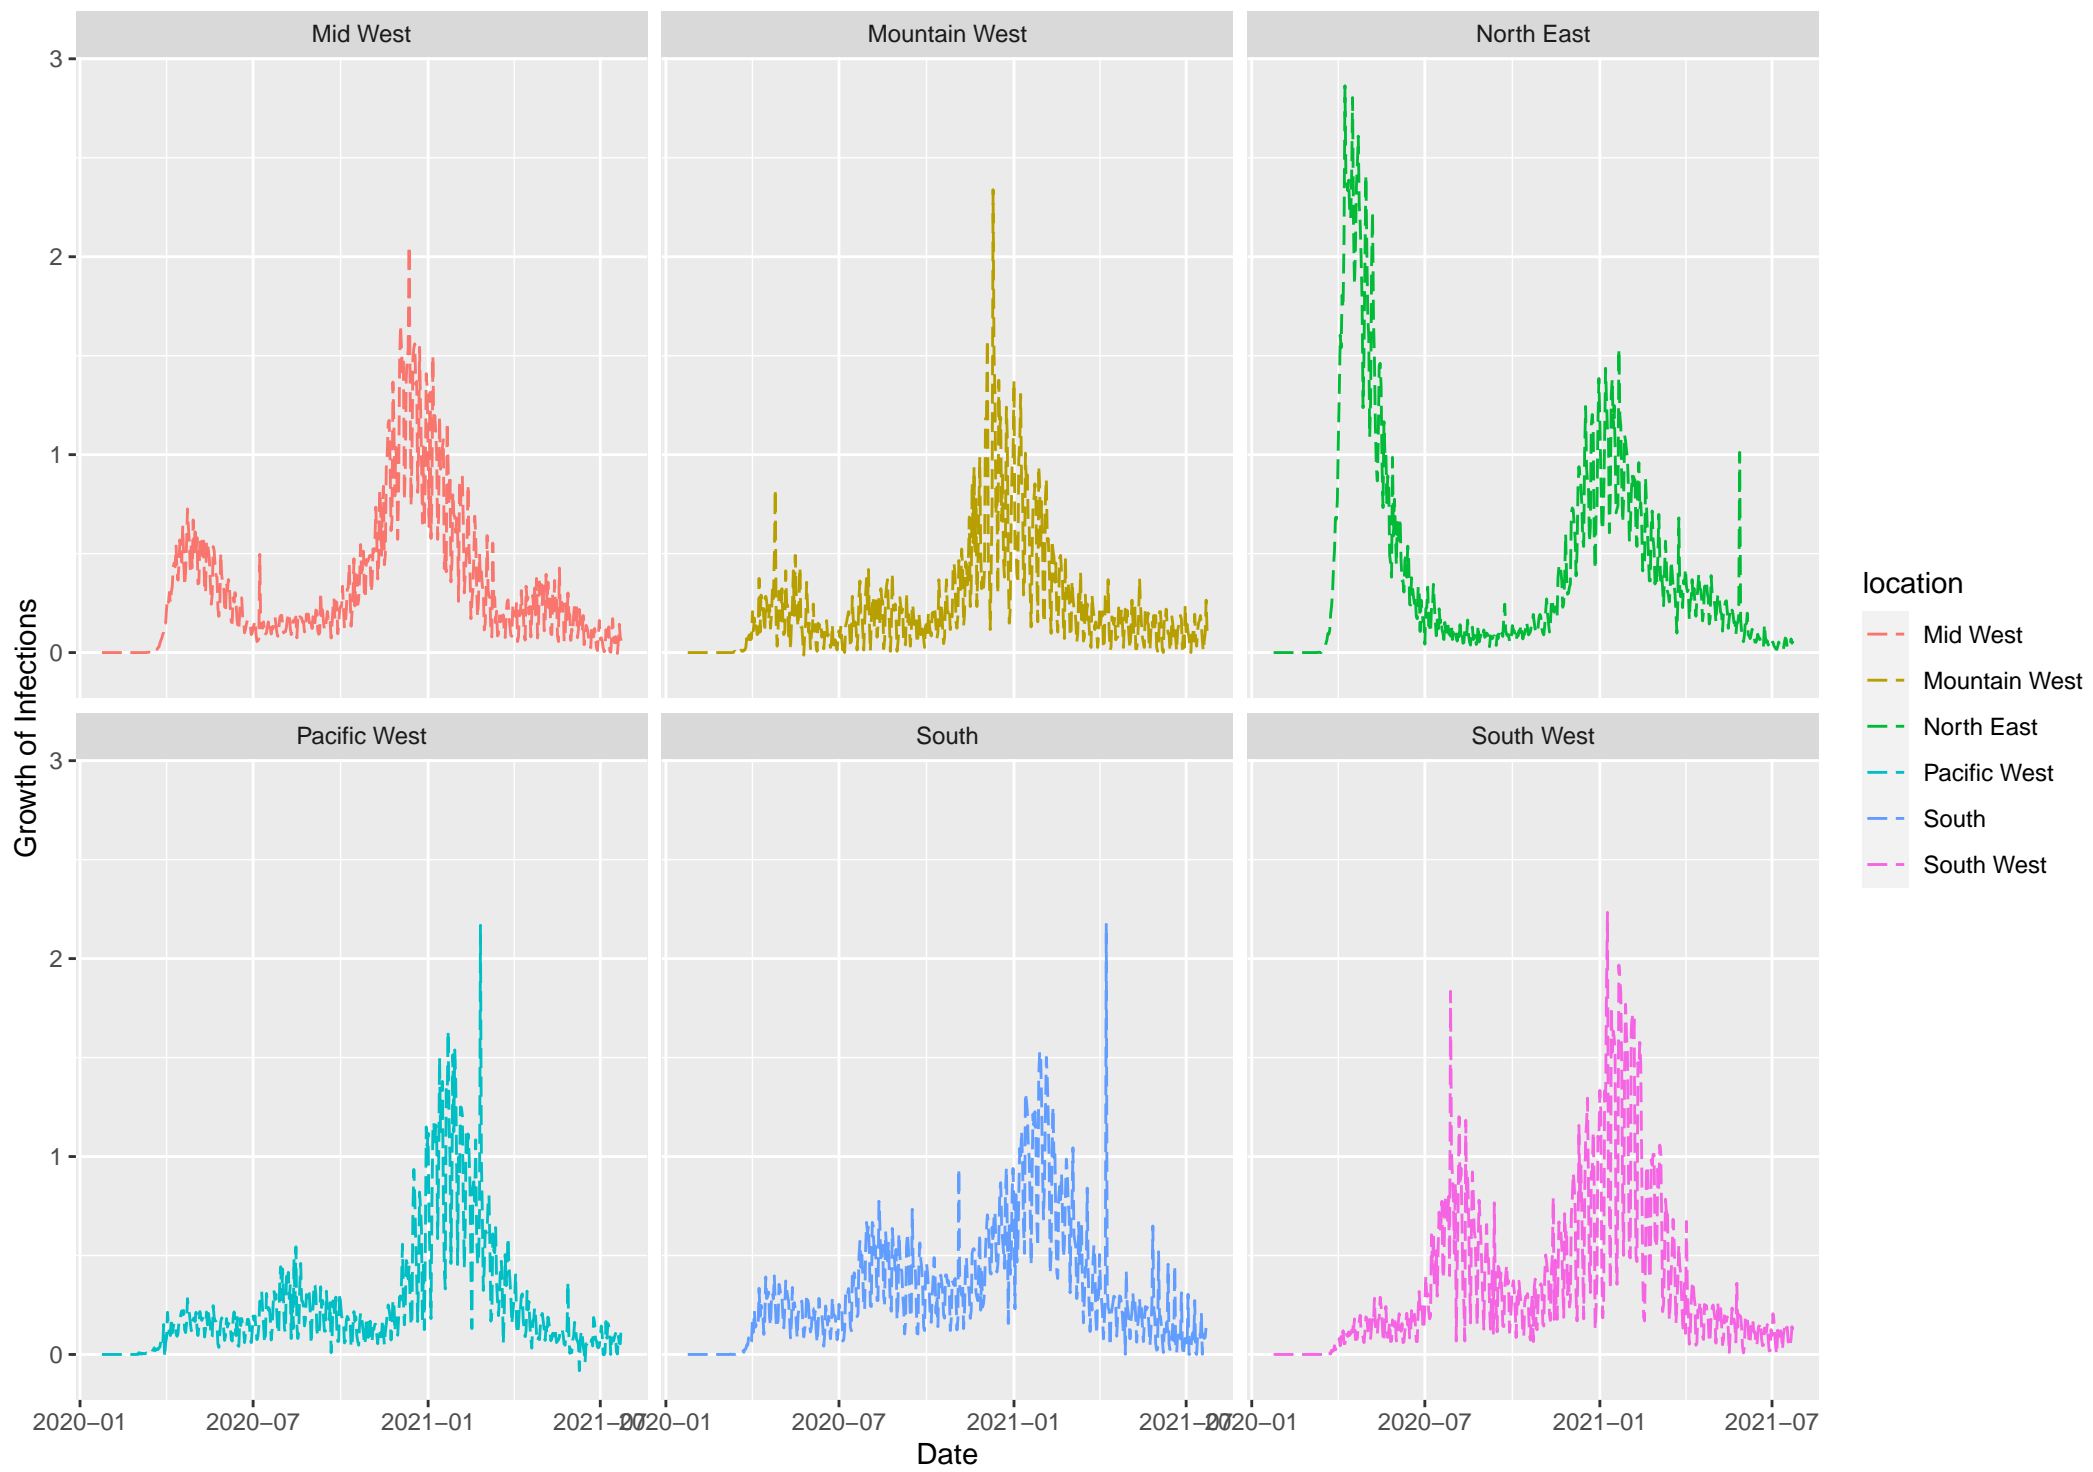 Mid West
Mountain West
North East
3
2
1
0
Growth of Infections
Pacific West
South
South West
3
2
1
0
2020−01
2020−07
2021−01
2021−07
2020−01
2020−07
2021−01
2021−07
2020−01
2020−07
2021−01
2021−07
Date
location
Mid West
Mountain West
North East
Pacific West
South
South West